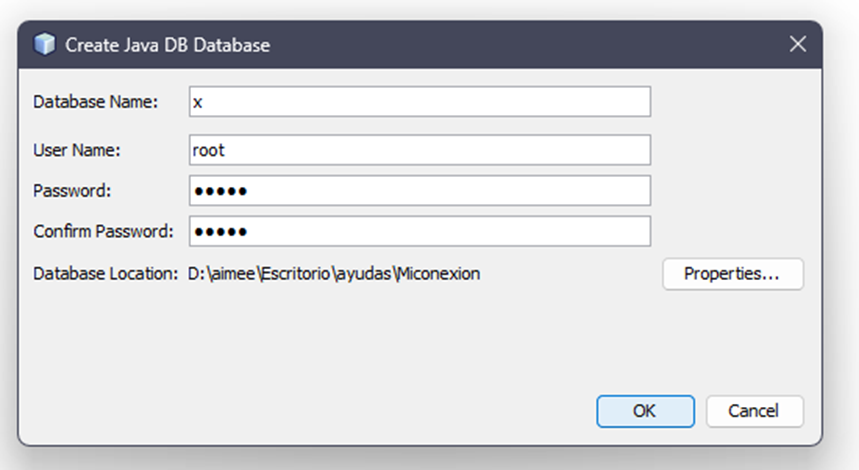 Create Java DB Database
Database Name: x
User Name: root
Password: •••••
Confirm Password: •••••
Database Location: D:\aimee\Escritorio\ayudas\Miconexion Properties...
OK Cancel